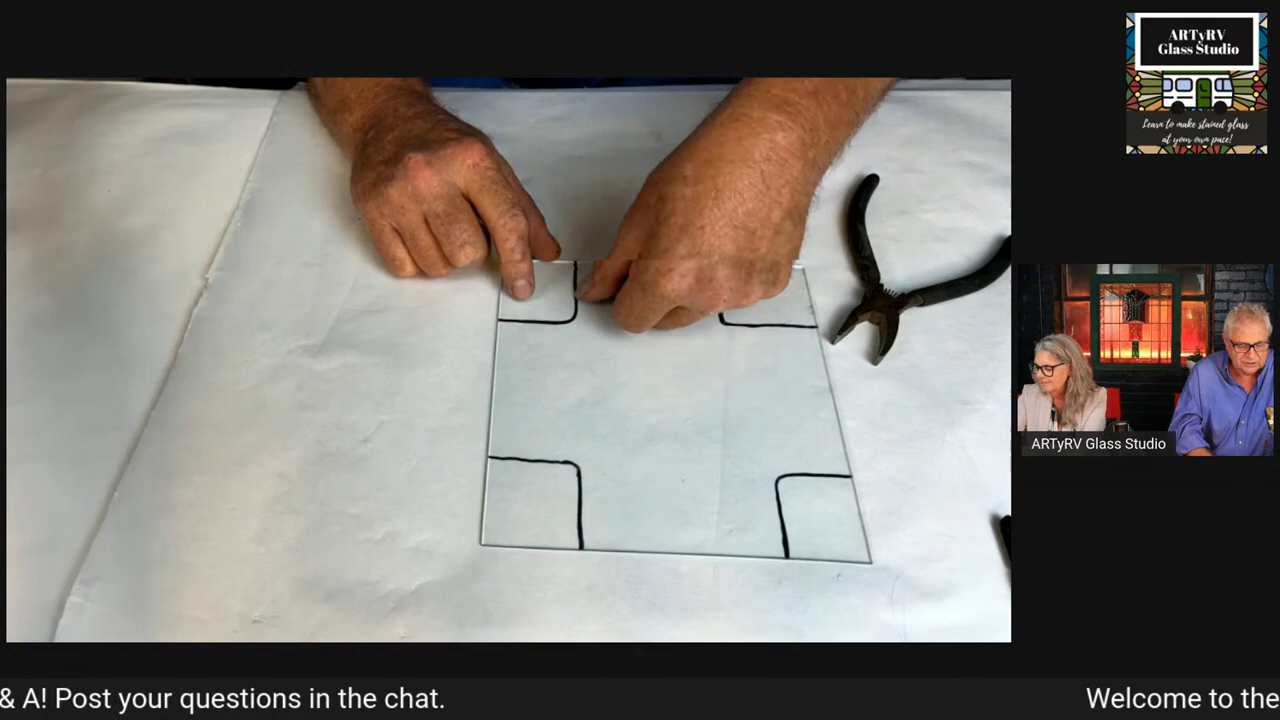 ARTyRV
Glass Studio
Learn to make stained glass
at your own pace!
ARTyRV Glass Studio
& A! Post your questions in the chat.
Welcome to the